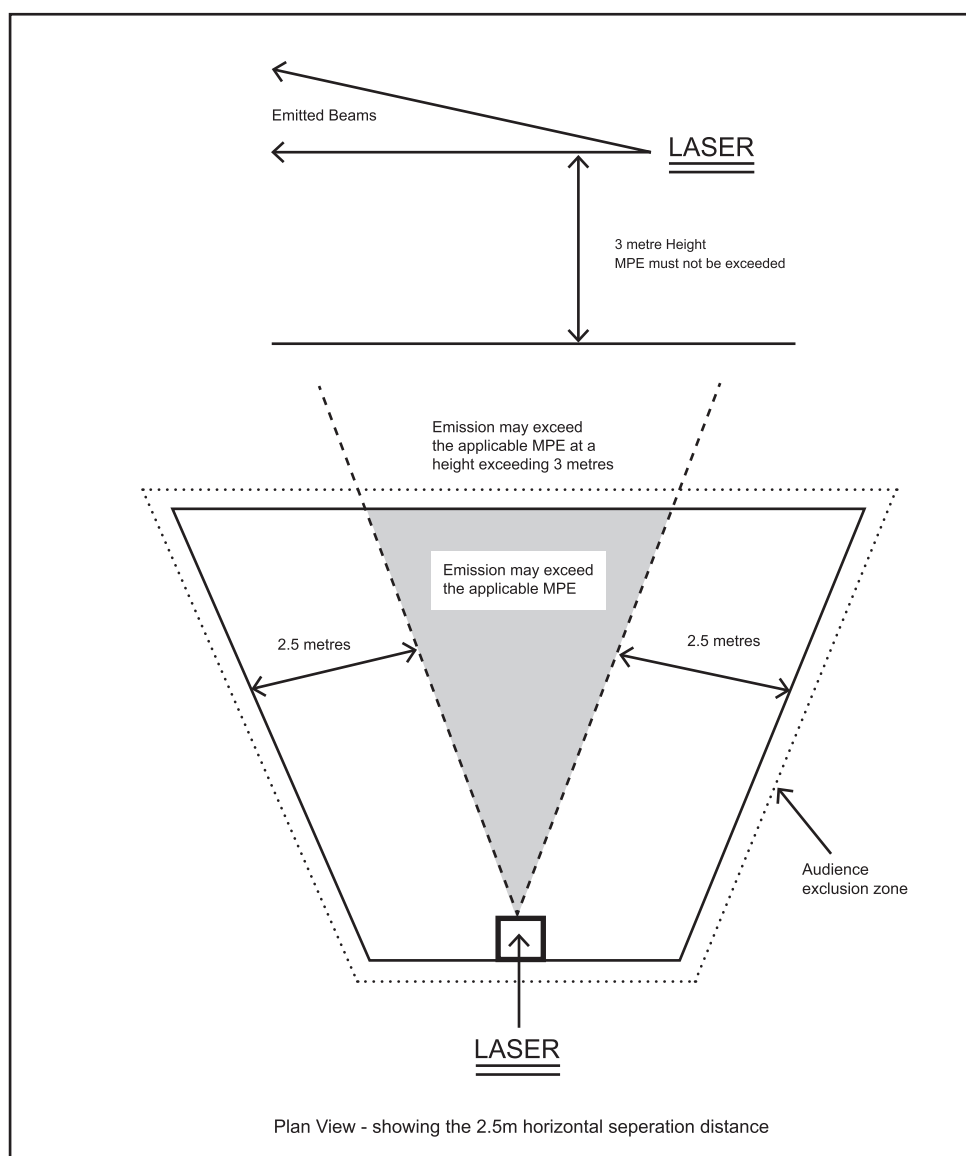 Emitted Beams
LASER
3 metre Height
MPE must not be exceeded
Emission may exceed
the applicable MPE at a
height exceeding 3 metres
Emission may exceed
the applicable MPE
2.5 metres
2.5 metres
Audience
exclusion zone
LASER
Plan View - showing the 2.5m horizontal seperation distance